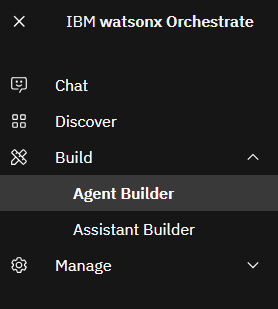 IBM watsonx Orchestrate
Chat
Discover
Build
Agent Builder
Assistant Builder
Manage